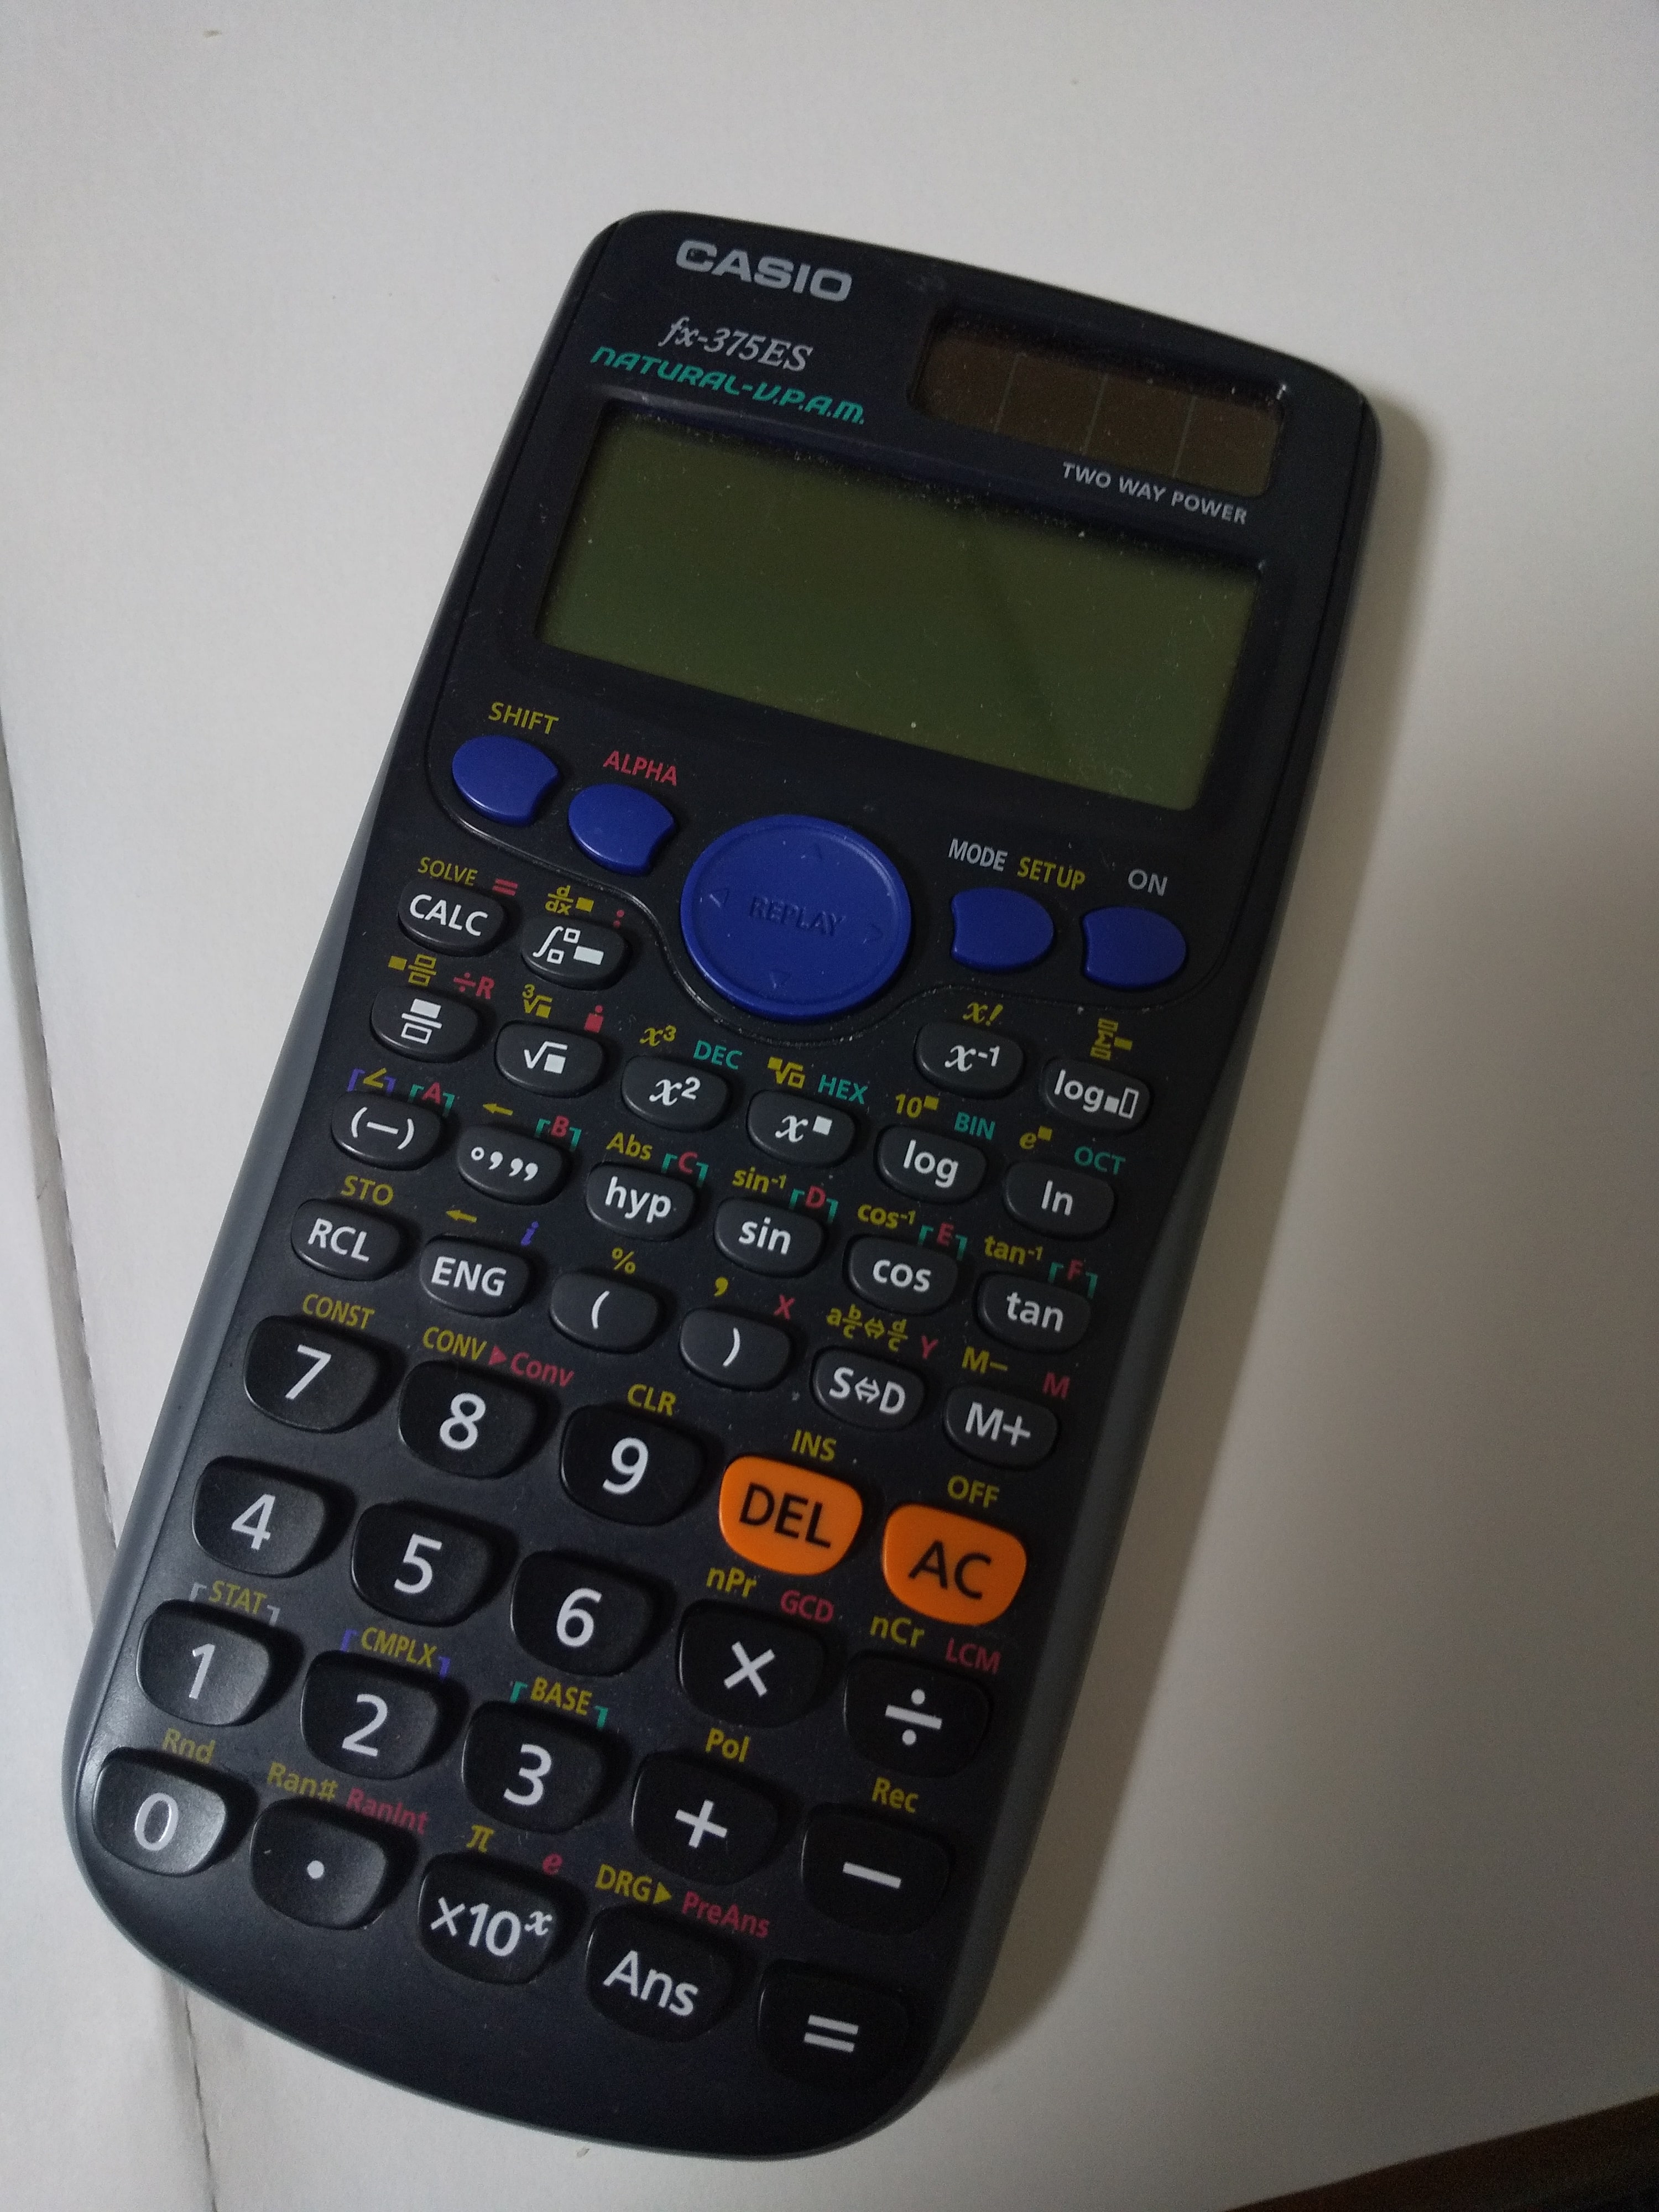 CASIO
fx-375ES
NATURAL-V.P.A.M.
TWO WAY POWER
SHIFT
ALPHA
REPLAY
MODE SETUP
ON
SOLVE =
CALC
d/dx :
∫
x!
x⁻¹
Σ
log
÷R
³√
√
x³ DEC
x²
√ HEX
x
10 BIN
log
e OCT
ln
∠ A
(−)
← B
°,,,
Abs C
hyp
sin⁻¹ D
sin
cos⁻¹ E
cos
tan⁻¹ F
tan
STO
RCL
← i
ENG
%
(
, X
)
a b/c⇔d/c Y
S⇔D
M− M
M+
CONST
7
CONV ▶Conv
8
CLR
9
INS
DEL
OFF
AC
4
5
6
nPr GCD
×
nCr LCM
÷
STAT
1
CMPLX
2
BASE
3
Pol
+
Rec
−
Rnd
0
Ran# RanInt
.
π e
×10ˣ
DRG▶ PreAns
Ans
=